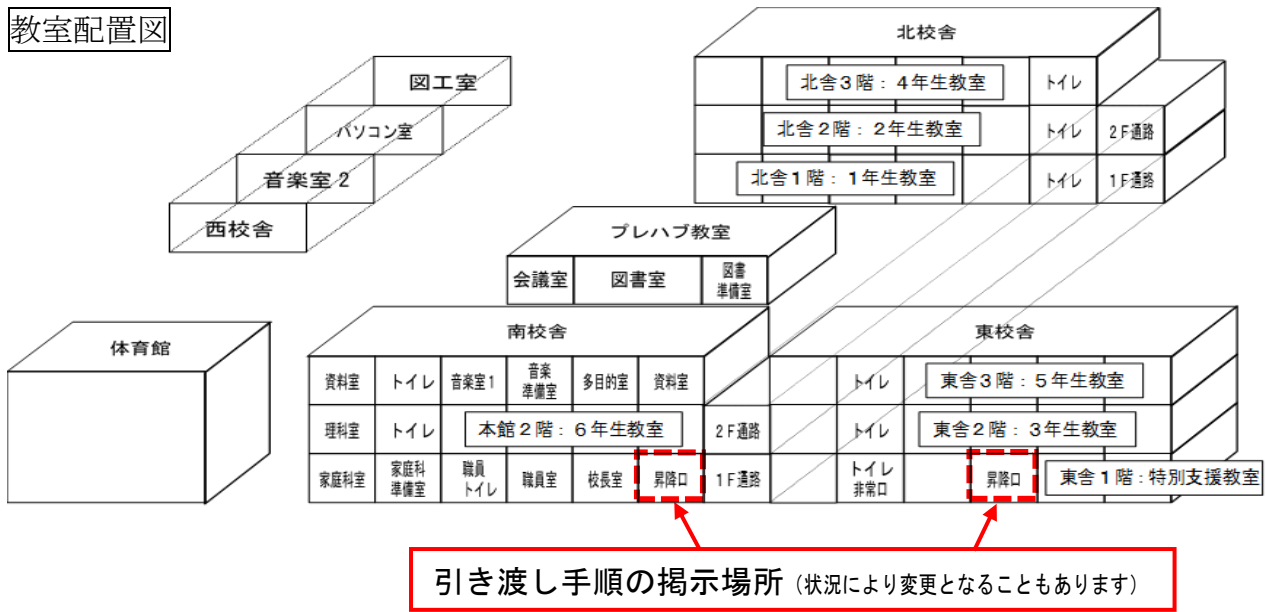 教室配置図
北校舎
北舎3階：4年生教室
トイレ
北舎2階：2年生教室
トイレ
2F通路
北舎1階：1年生教室
トイレ
1F通路
図工室
パソコン室
音楽室2
西校舎
プレハブ教室
会議室
図書室
図書
準備室
体育館
南校舎
資料室
トイレ
音楽室1
音楽
準備室
多目的室
資料室
理科室
トイレ
本館2階：6年生教室
2F通路
家庭科室
家庭科
準備室
職員
トイレ
職員室
校長室
昇降口
1F通路
東校舎
トイレ
東舎3階：5年生教室
トイレ
東舎2階：3年生教室
トイレ
非常口
昇降口
東舎1階：特別支援教室
引き渡し手順の掲示場所（状況により変更となることもあります）